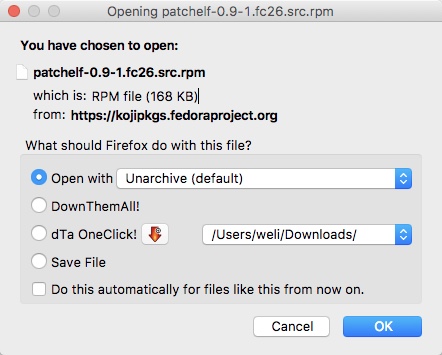 Opening patchelf-0.9-1.fc26.src.rpm
You have chosen to open:
patchelf-0.9-1.fc26.src.rpm
which is: RPM file (168 KB)
from: https://kojipkgs.fedoraproject.org
What should Firefox do with this file?
Open with Unarchive (default)
DownThemAll!
dTa OneClick! /Users/weli/Downloads/
Save File
Do this automatically for files like this from now on.
Cancel OK